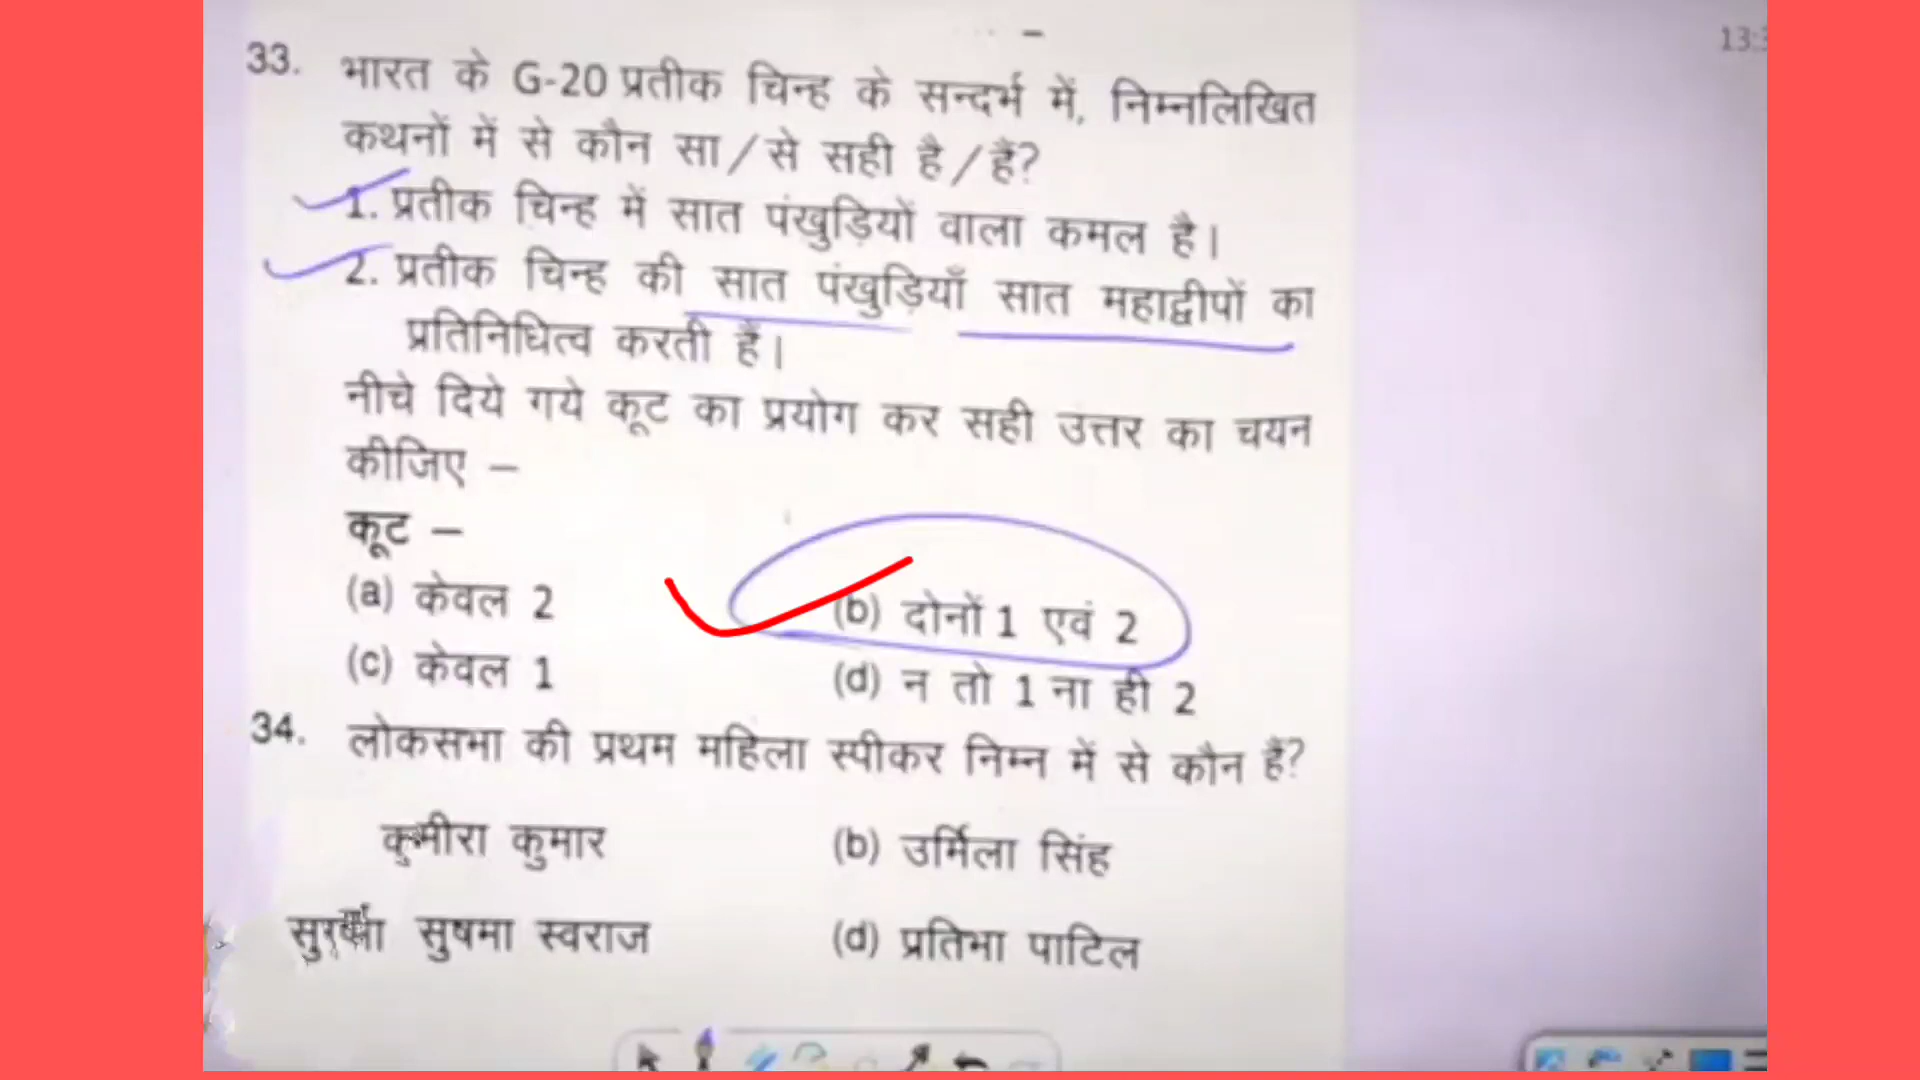 33. भारत के G-20 प्रतीक चिन्ह के सन्दर्भ में, निम्नलिखित
कथनों में से कौन सा/से सही है/हैं?
1. प्रतीक चिन्ह में सात पंखुड़ियों वाला कमल है।
2. प्रतीक चिन्ह की सात पंखुड़ियाँ सात महाद्वीपों का
प्रतिनिधित्व करती हैं।
नीचे दिये गये कूट का प्रयोग कर सही उत्तर का चयन
कीजिए –
कूट –
(a) केवल 2 (b) दोनों 1 एवं 2
(c) केवल 1 (d) न तो 1 ना ही 2
34. लोकसभा की प्रथम महिला स्पीकर निम्न में से कौन हैं?
कुमार (b) उर्मिला सिंह
सुषमा स्वराज (d) प्रतिभा पाटिल